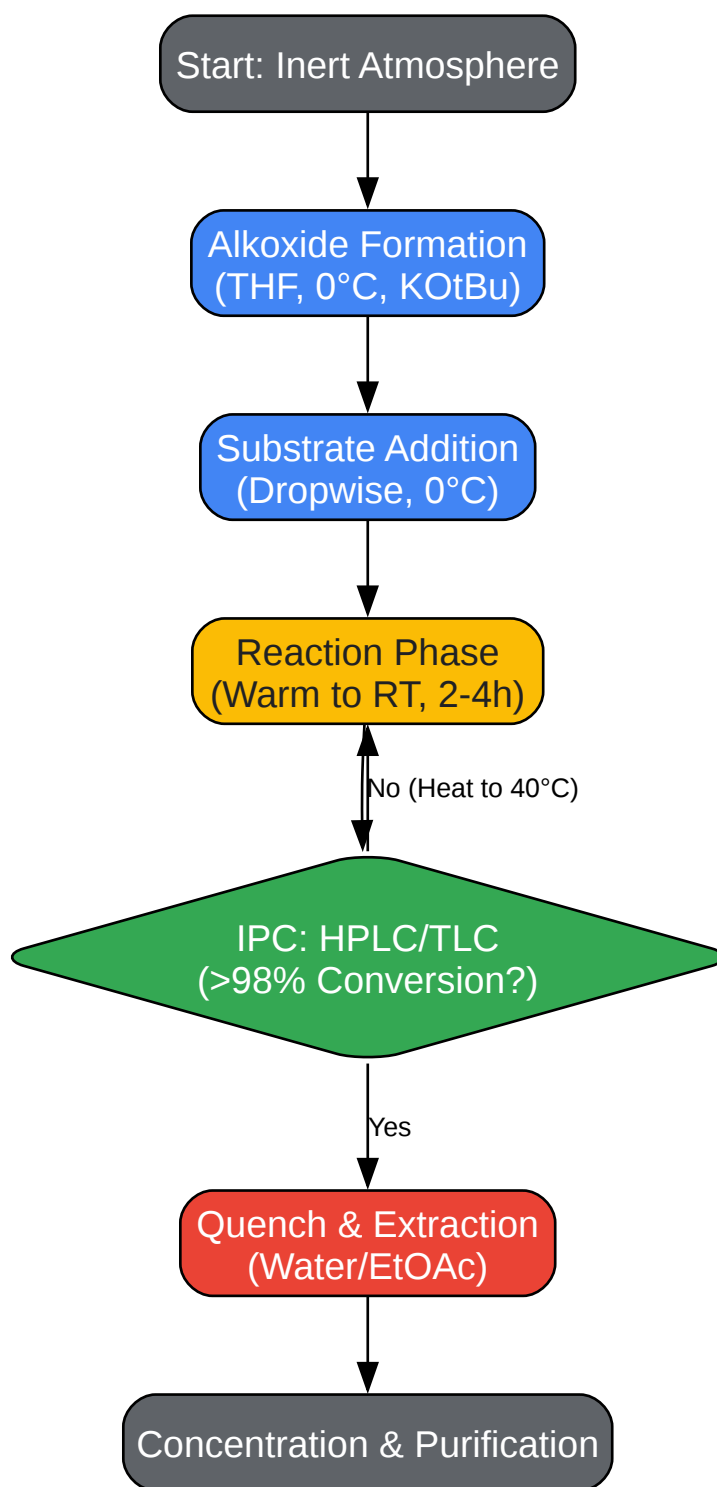 Start: Inert Atmosphere
Alkoxide Formation
(THF, 0°C, KOtBu)
Substrate Addition
(Dropwise, 0°C)
Reaction Phase
(Warm to RT, 2-4h)
No (Heat to 40°C)
IPC: HPLC/TLC
(>98% Conversion?)
Yes
Quench & Extraction
(Water/EtOAc)
Concentration & Purification